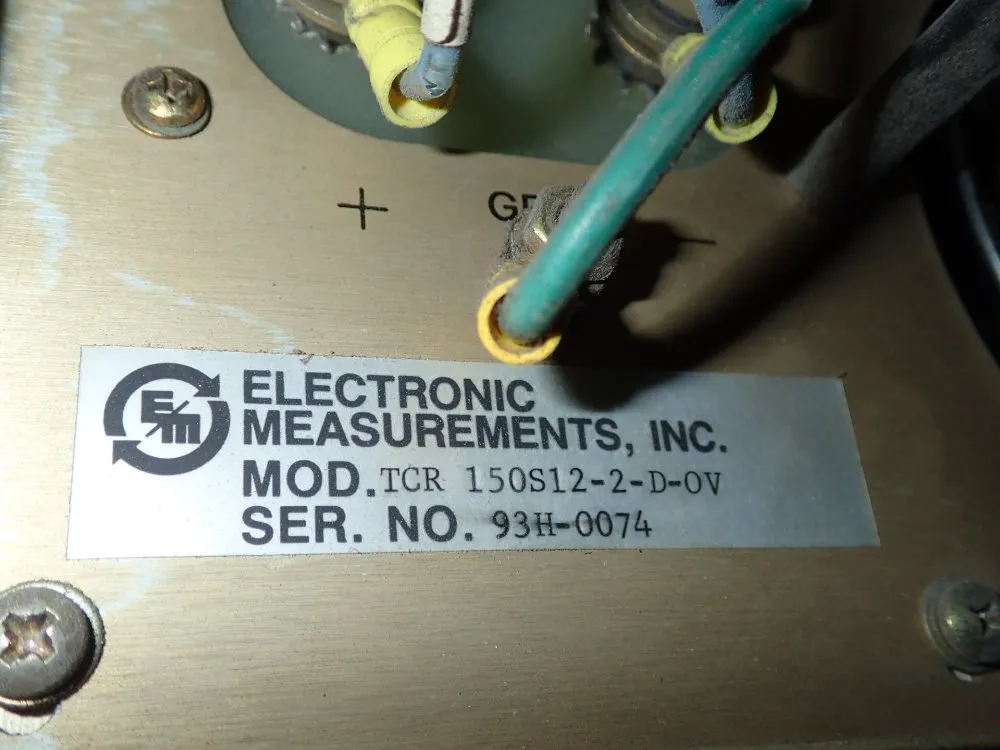 + −
E/m ELECTRONIC
MEASUREMENTS, INC.
MOD. TCR 150S12-2-D-OV
SER. NO. 93H-0074